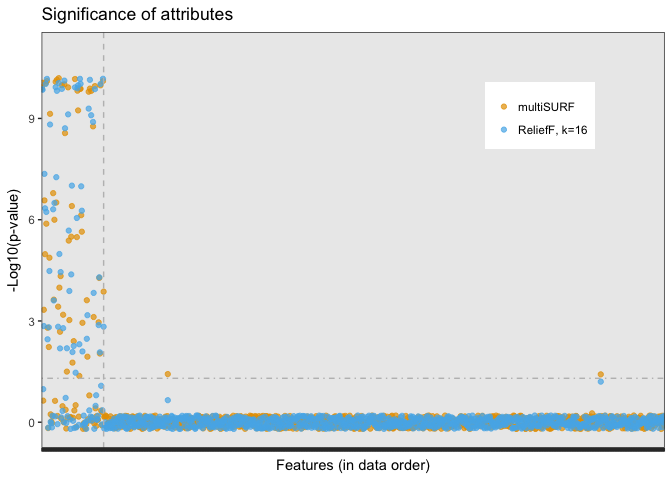 Significance of attributes
-Log10(p-value)
9
6
3
0
multiSURF
ReliefF, k=16
Features (in data order)